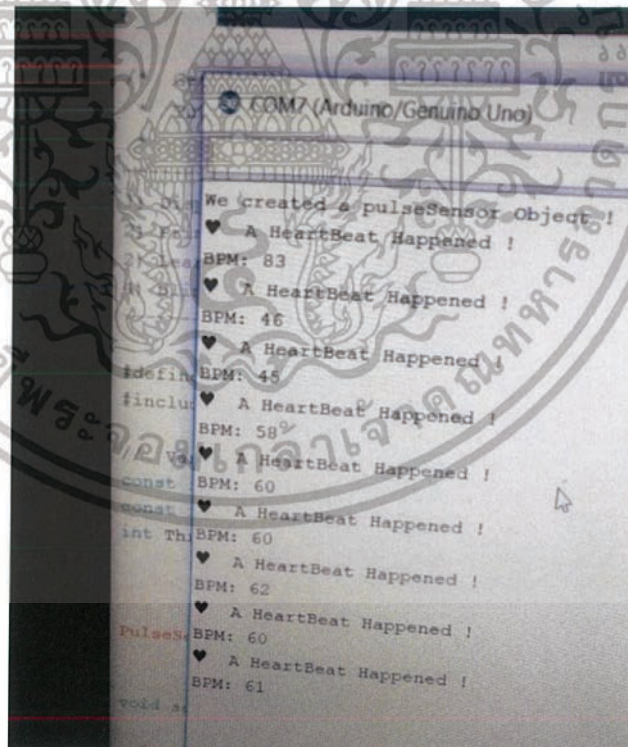 COM7 (Arduino/Genuino Uno)
We created a pulseSensor Object !
♥ A HeartBeat Happened !
BPM: 83
♥ A HeartBeat Happened !
BPM: 46
♥ A HeartBeat Happened !
BPM: 45
♥ A HeartBeat Happened !
BPM: 58
♥ A HeartBeat Happened !
BPM: 60
♥ A HeartBeat Happened !
BPM: 60
♥ A HeartBeat Happened !
BPM: 62
♥ A HeartBeat Happened !
BPM: 60
♥ A HeartBeat Happened !
BPM: 61
#define
#includ
const
const
int Th
PulseS
void se